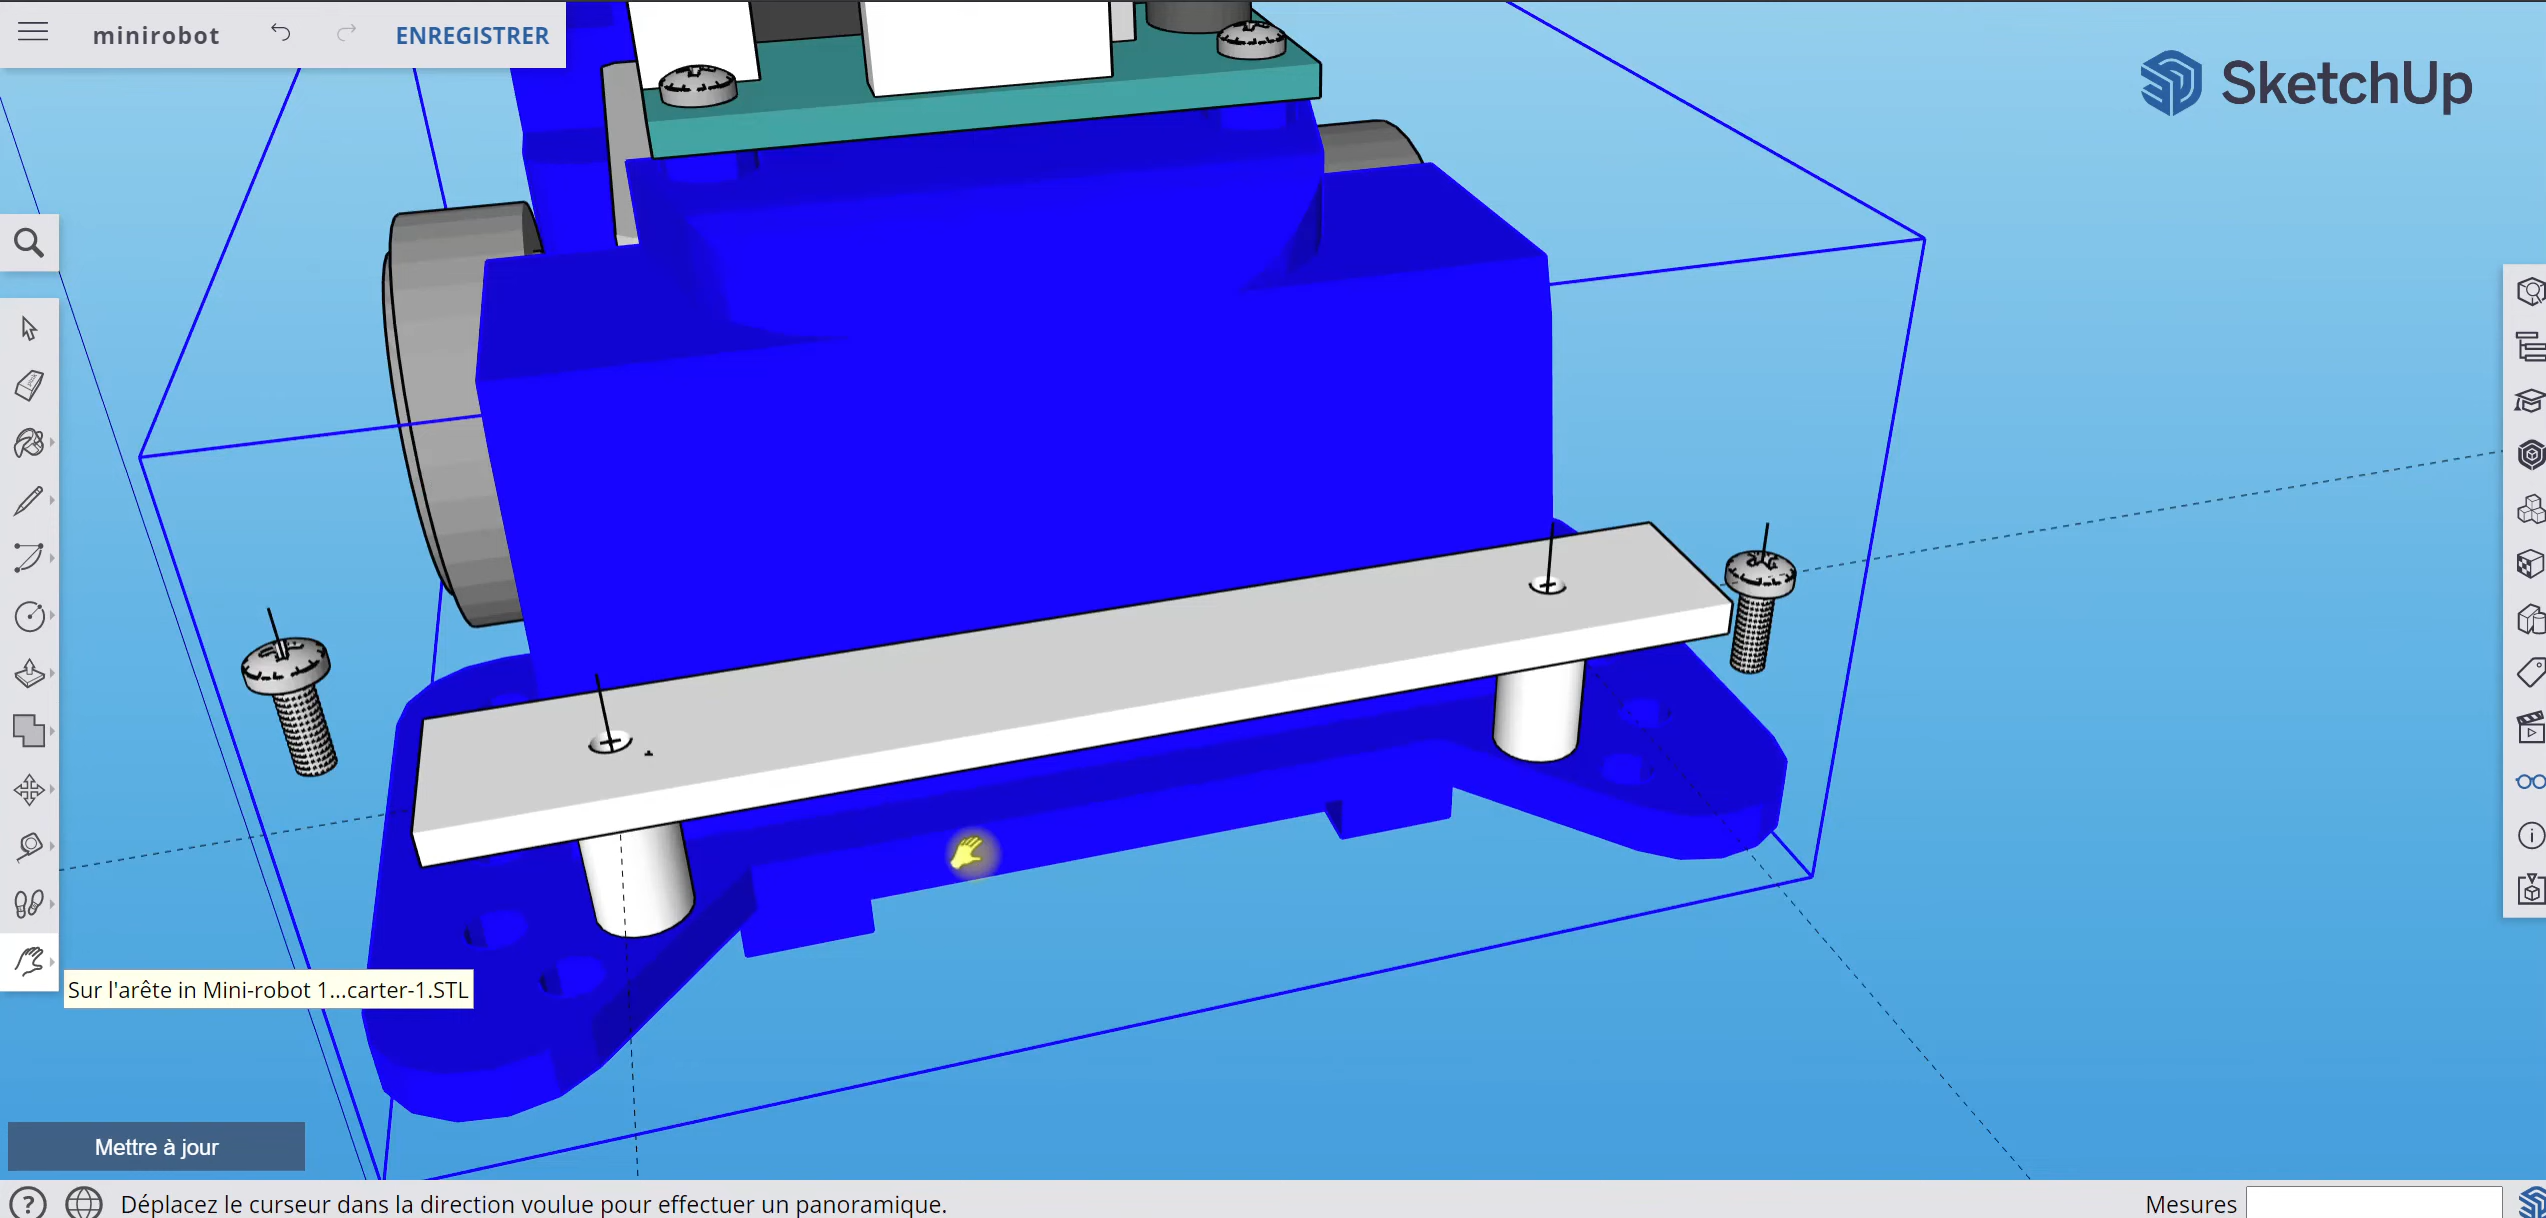 minirobot
ENREGISTRER
SketchUp
Sur l'arête in Mini-robot 1...carter-1.STL
Mettre à jour
? Déplacez le curseur dans la direction voulue pour effectuer un panoramique.
Mesures